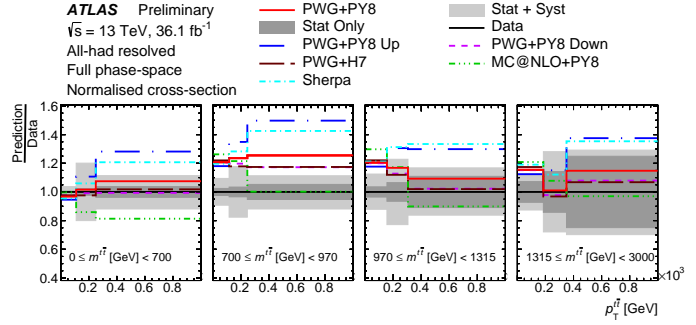 ATLAS Preliminary
√s = 13 TeV, 36.1 fb⁻¹
All-had resolved
Full phase-space
Normalised cross-section
PWG+PY8
Stat Only
PWG+PY8 Up
PWG+H7
Sherpa
Stat + Syst
Data
PWG+PY8 Down
MC@NLO+PY8
Prediction
Data
1.6
1.4
1.2
1.0
0.8
0.6
0.4
0 ≤ m^{tt̄} [GeV] < 700
700 ≤ m^{tt̄} [GeV] < 970
970 ≤ m^{tt̄} [GeV] < 1315
1315 ≤ m^{tt̄} [GeV] < 3000
0.2 0.4 0.6 0.8 0.2 0.4 0.6 0.8 0.2 0.4 0.6 0.8 0.2 0.4 0.6 0.8
×10³
p_T^{tt̄} [GeV]